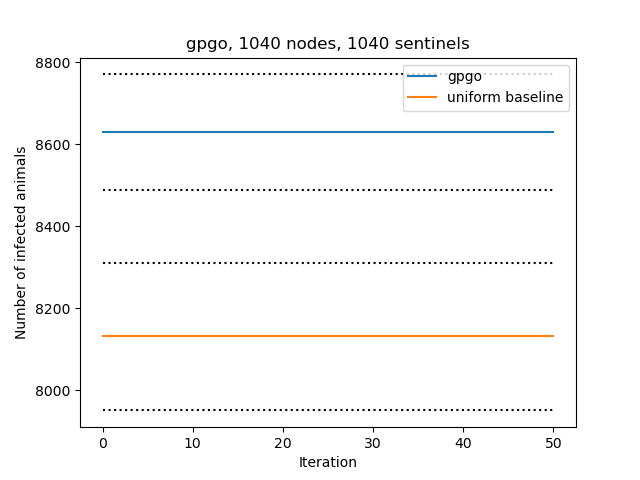 gpgo, 1040 nodes, 1040 sentinels
8800
8600
8400
8200
8000
Number of infected animals
gpgo
uniform baseline
0 10 20 30 40 50
Iteration